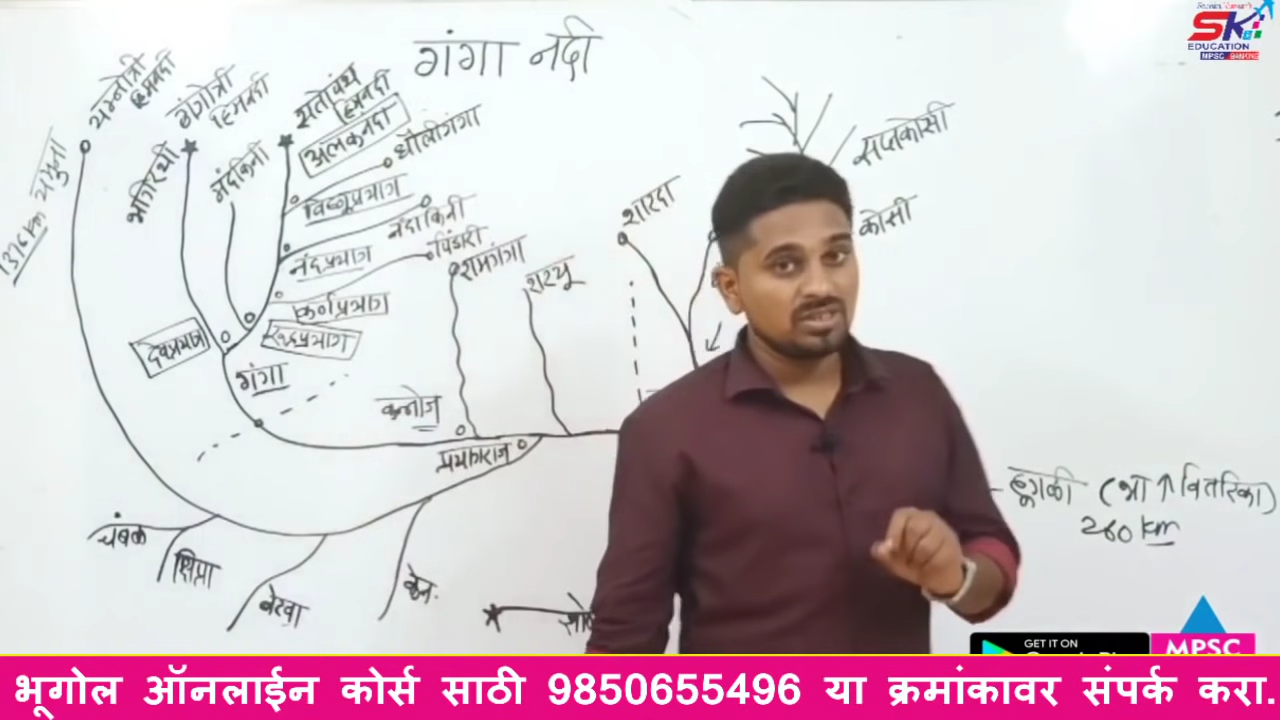 गंगा नदी
SK
EDUCATION
MPSC BANKING
यमुनोत्री
हिमनदी
गंगोत्री
हिमनदी
सतोपंथ
हिमनदी
अलकनंदा
धौलीगंगा
1376 km यमुना
भागिरथी
मंदाकिनी
विष्णूप्रयाग
नंदाकिनी
नंदप्रयाग
पिंडारी
कर्णप्रयाग
रुद्रप्रयाग
देवप्रयाग
गंगा
रामगंगा
शरयू
शारदा
सप्तकोसी
कोसी
कन्नोज
प्रयागराज
चंबळ
क्षिप्रा
बेतवा
केन
हूगळी (भा ↑ वितरिका)
260 km
GET IT ON
MPSC
भूगोल ऑनलाईन कोर्स साठी 9850655496 या क्रमांकावर संपर्क करा.